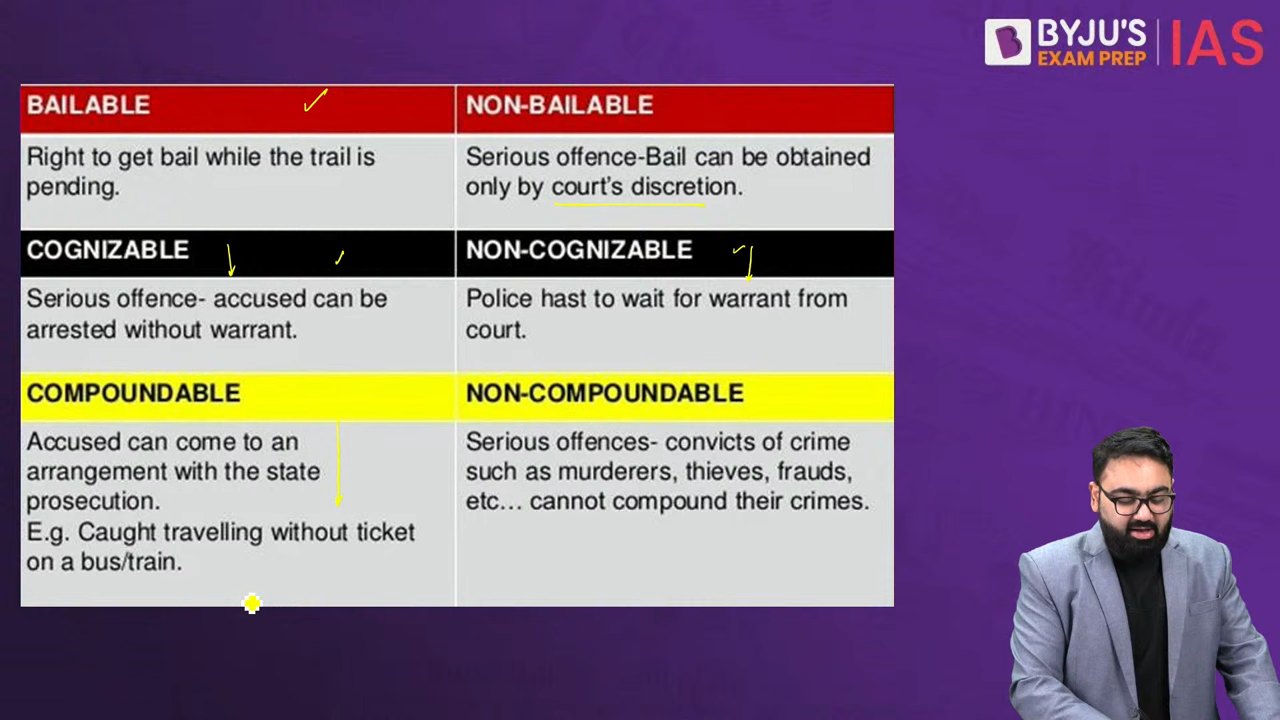 BYJU'S
EXAM PREP
IAS
BAILABLE
NON-BAILABLE
Right to get bail while the trail is
pending.
Serious offence-Bail can be obtained
only by court's discretion.
COGNIZABLE
NON-COGNIZABLE
Serious offence- accused can be
arrested without warrant.
Police hast to wait for warrant from
court.
COMPOUNDABLE
NON-COMPOUNDABLE
Accused can come to an
arrangement with the state
prosecution.
E.g. Caught travelling without ticket
on a bus/train.
Serious offences- convicts of crime
such as murderers, thieves, frauds,
etc... cannot compound their crimes.